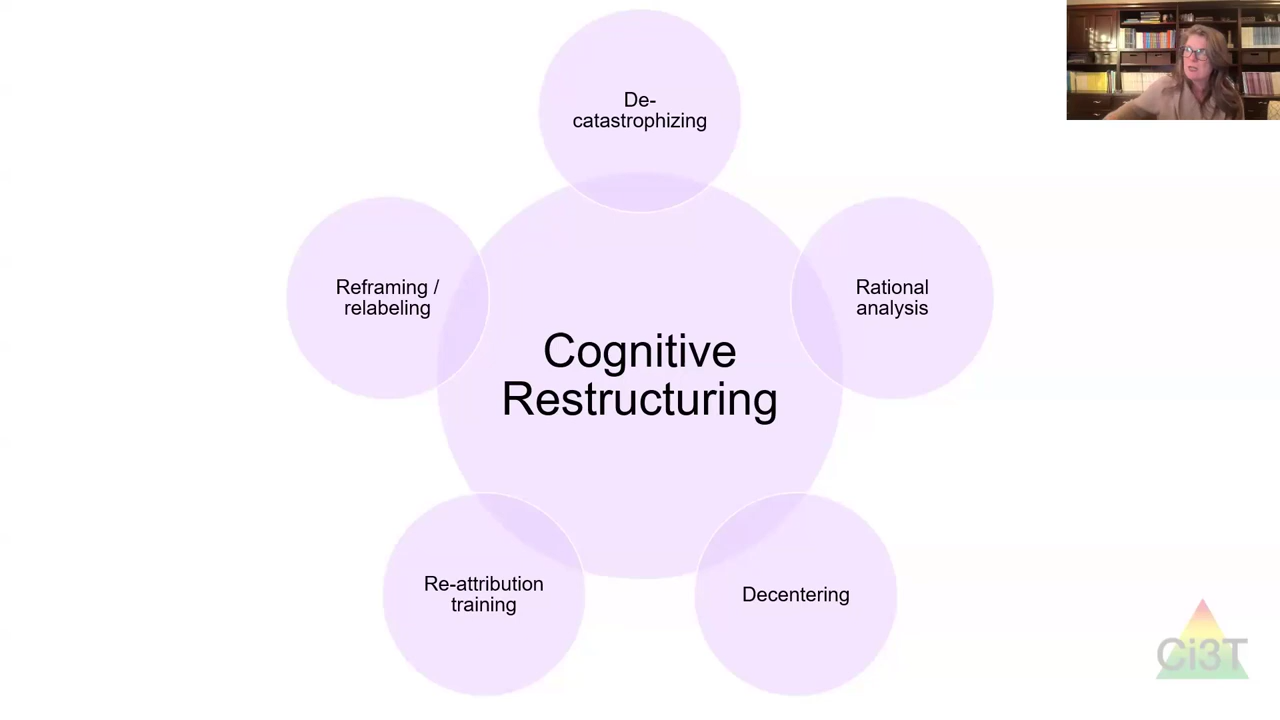 De-
catastrophizing
Reframing /
relabeling
Rational
analysis
Cognitive
Restructuring
Re-attribution
training
Decentering
Ci3T